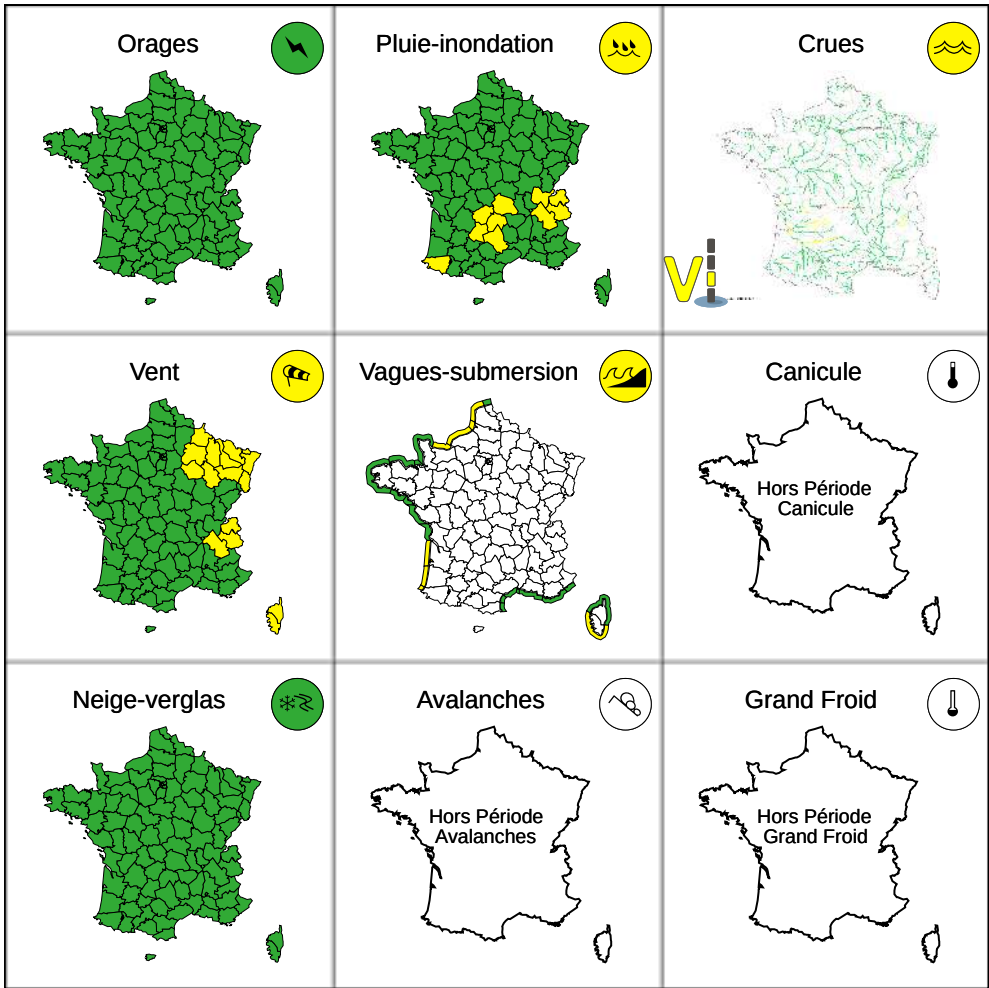 Orages
Pluie-inondation
Crues
Vi
Vent
Vagues-submersion
Canicule
Hors Période
Canicule
Neige-verglas
Avalanches
Hors Période
Avalanches
Grand Froid
Hors Période
Grand Froid